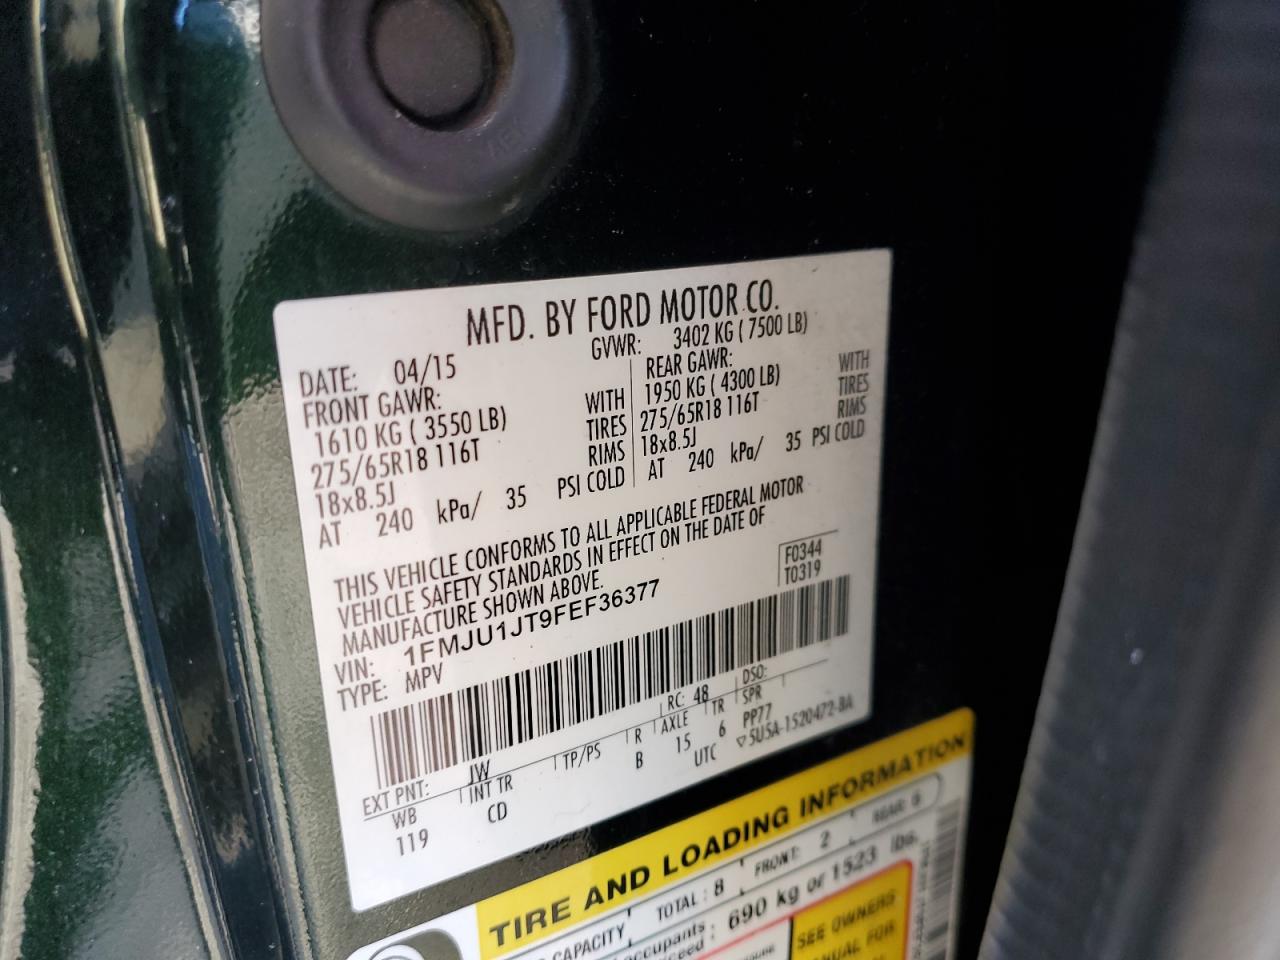 MFD. BY FORD MOTOR CO.
DATE: 04/15 GVWR: 3402 KG ( 7500 LB)
FRONT GAWR:
1610 KG ( 3550 LB) WITH
275/65R18 116T TIRES
18x8.5J RIMS
AT 240 kPa/ 35 PSI COLD
REAR GAWR: WITH
1950 KG ( 4300 LB) TIRES
275/65R18 116T RIMS
18x8.5J
AT 240 kPa/ 35 PSI COLD
THIS VEHICLE CONFORMS TO ALL APPLICABLE FEDERAL MOTOR
VEHICLE SAFETY STANDARDS IN EFFECT ON THE DATE OF
MANUFACTURE SHOWN ABOVE.
F0344
T0319
VIN: 1FMJU1JT9FEF36377
TYPE: MPV
EXT PNT: JW RC: 48 DSO:
WB INT TR TP/PS R AXLE TR SPR
119 CD B 15 6 PP77
UTC ▽5U5A-1520472-BA
TIRE AND LOADING INFORMATION
CAPACITY TOTAL: 8 FRONT: 2 REAR: 6
occupants : 690 kg or 1523 lbs.
SEE OWNERS
FOR